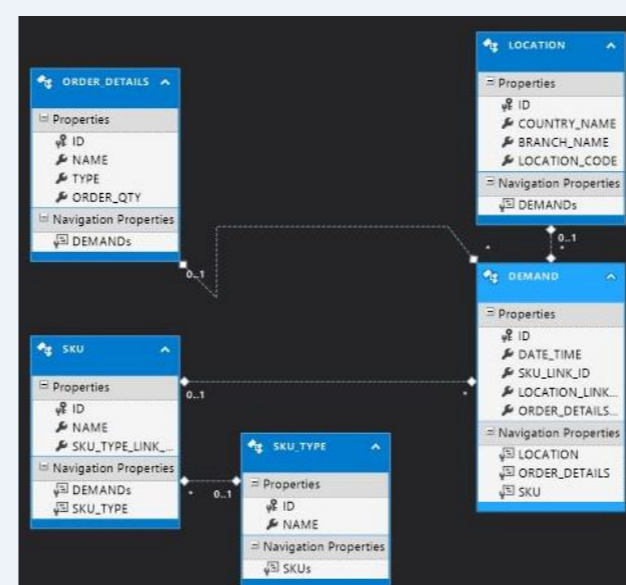 ORDER_DETAILS
Properties
ID
NAME
TYPE
ORDER_QTY
Navigation Properties
DEMANDs
0..1
LOCATION
Properties
ID
COUNTRY_NAME
BRANCH_NAME
LOCATION_CODE
Navigation Properties
DEMANDs
0..1
*
*
DEMAND
Properties
ID
DATE_TIME
SKU_LINK_ID
LOCATION_LINK...
ORDER_DETAILS...
Navigation Properties
LOCATION
ORDER_DETAILS
SKU
SKU
Properties
ID
NAME
SKU_TYPE_LINK_...
Navigation Properties
DEMANDs
SKU_TYPE
0..1
*
*
0..1
SKU_TYPE
Properties
ID
NAME
Navigation Properties
SKUs